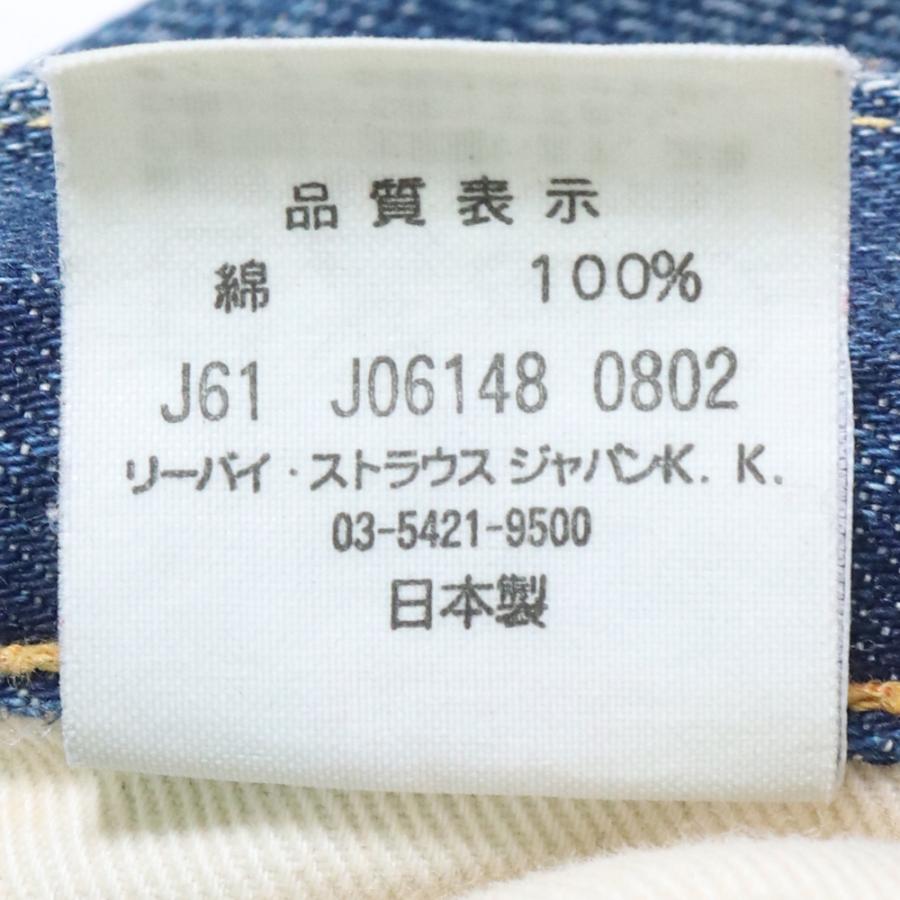 品質表示
綿 100%
J61 J06148 0802
リーバイ・ストラウス ジャパンK. K.
03-5421-9500
日本製